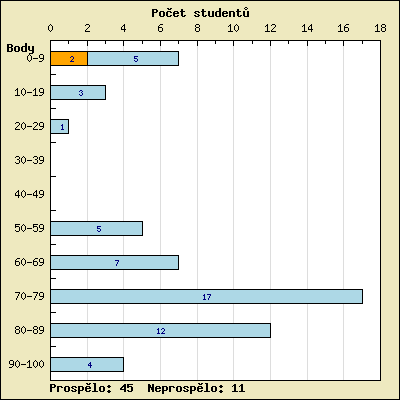 Počet studentů
0 2 4 6 8 10 12 14 16 18
Body
0-9 2 5
10-19 3
20-29 1
30-39
40-49
50-59 5
60-69 7
70-79 17
80-89 12
90-100 4
Prospělo: 45 Neprospělo: 11